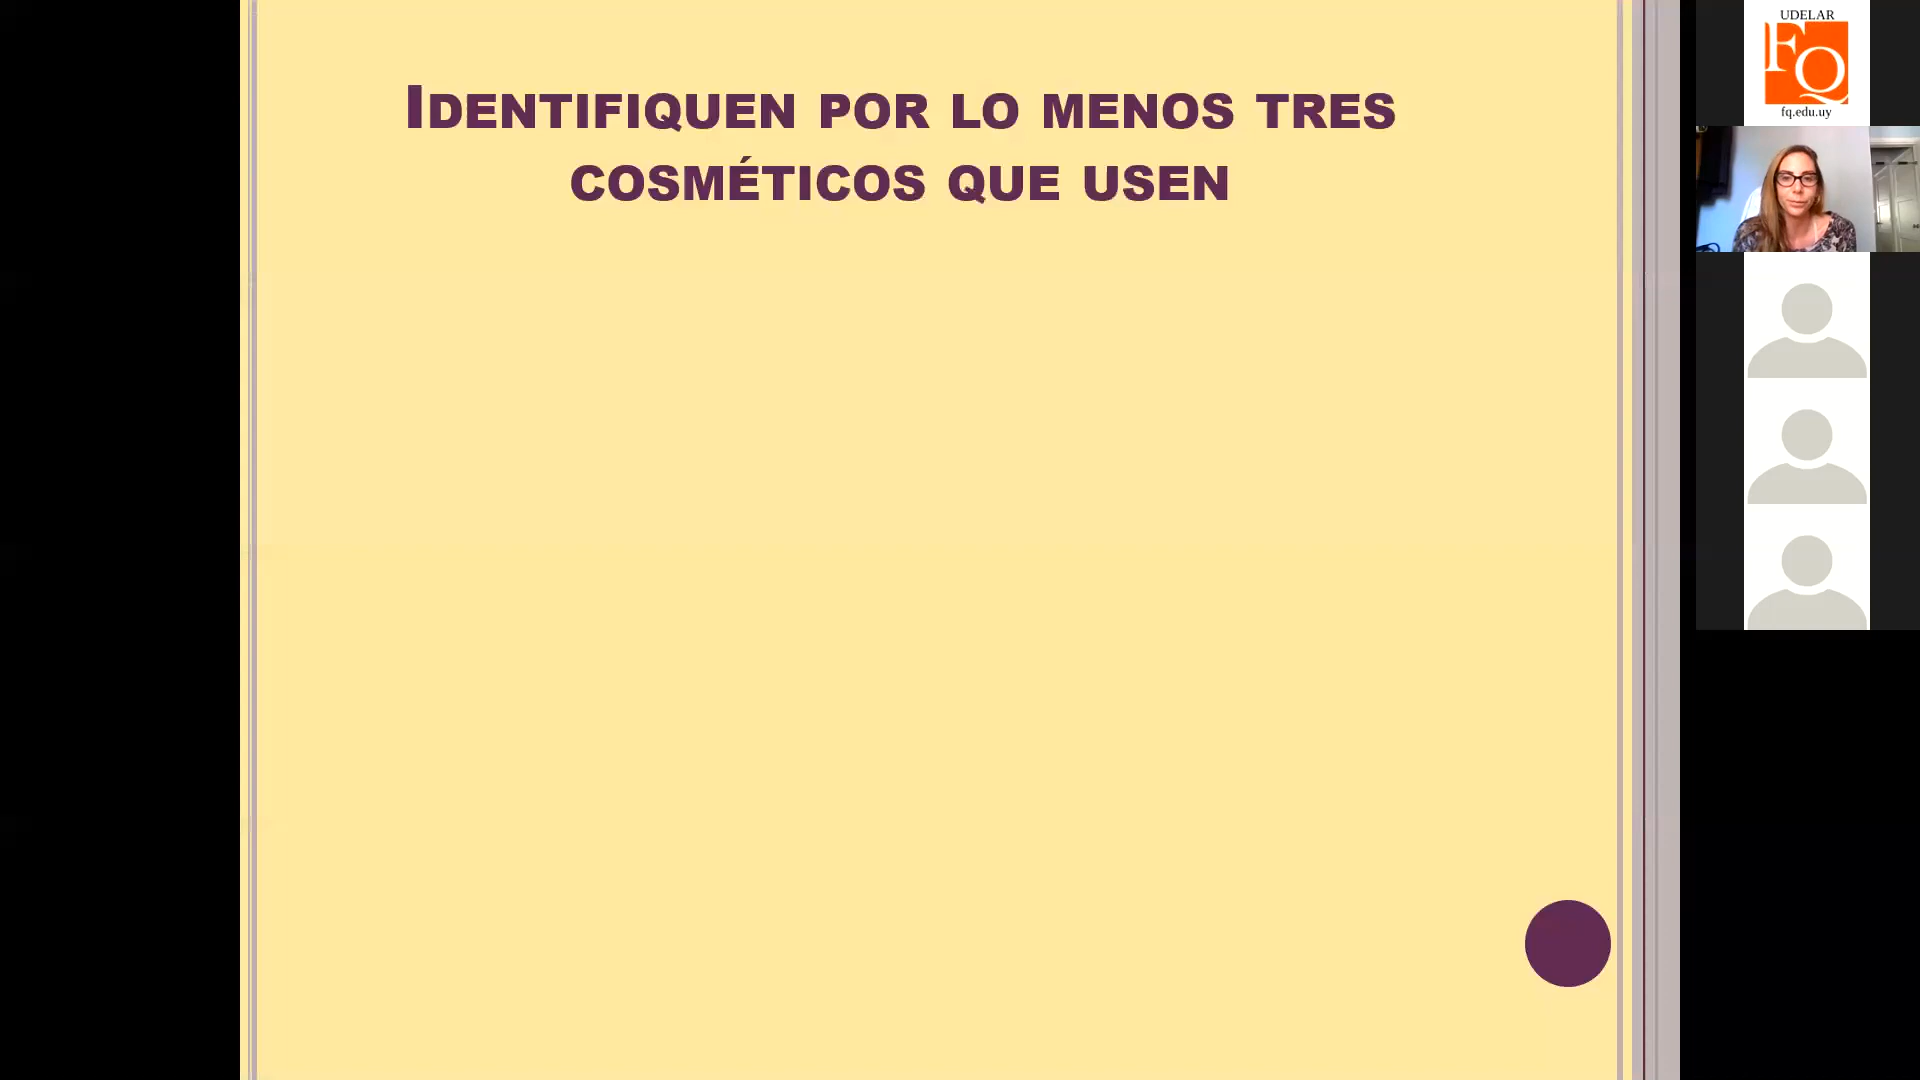 Identifiquen por lo menos tres
cosméticos que usen
UDELAR
FQ
fq.edu.uy